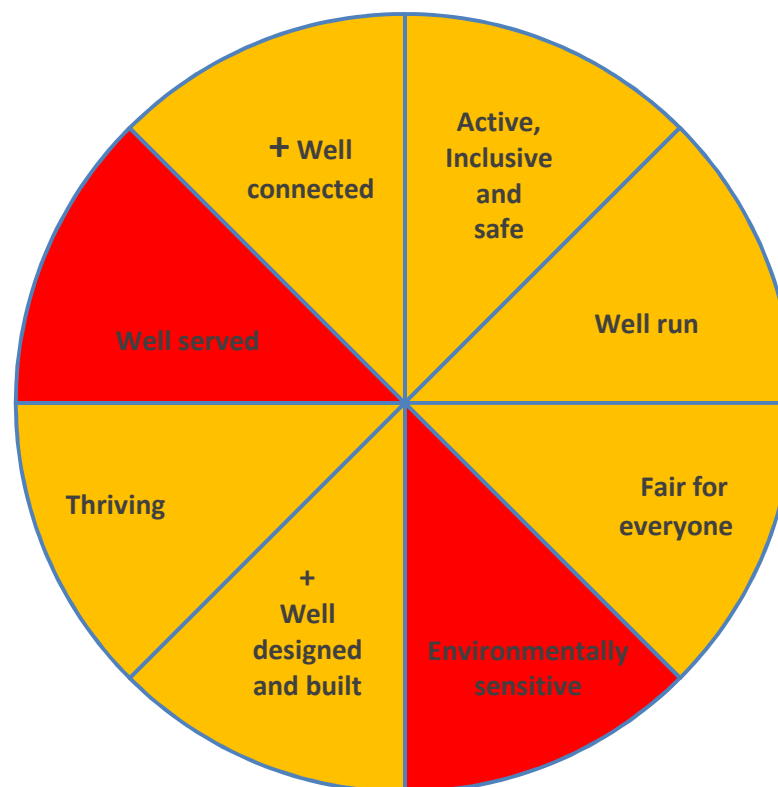 + Well
connected
Active,
Inclusive
and
safe
Well run
Fair for
everyone
Environmentally
sensitive
+
Well
designed
and built
Thriving
Well served